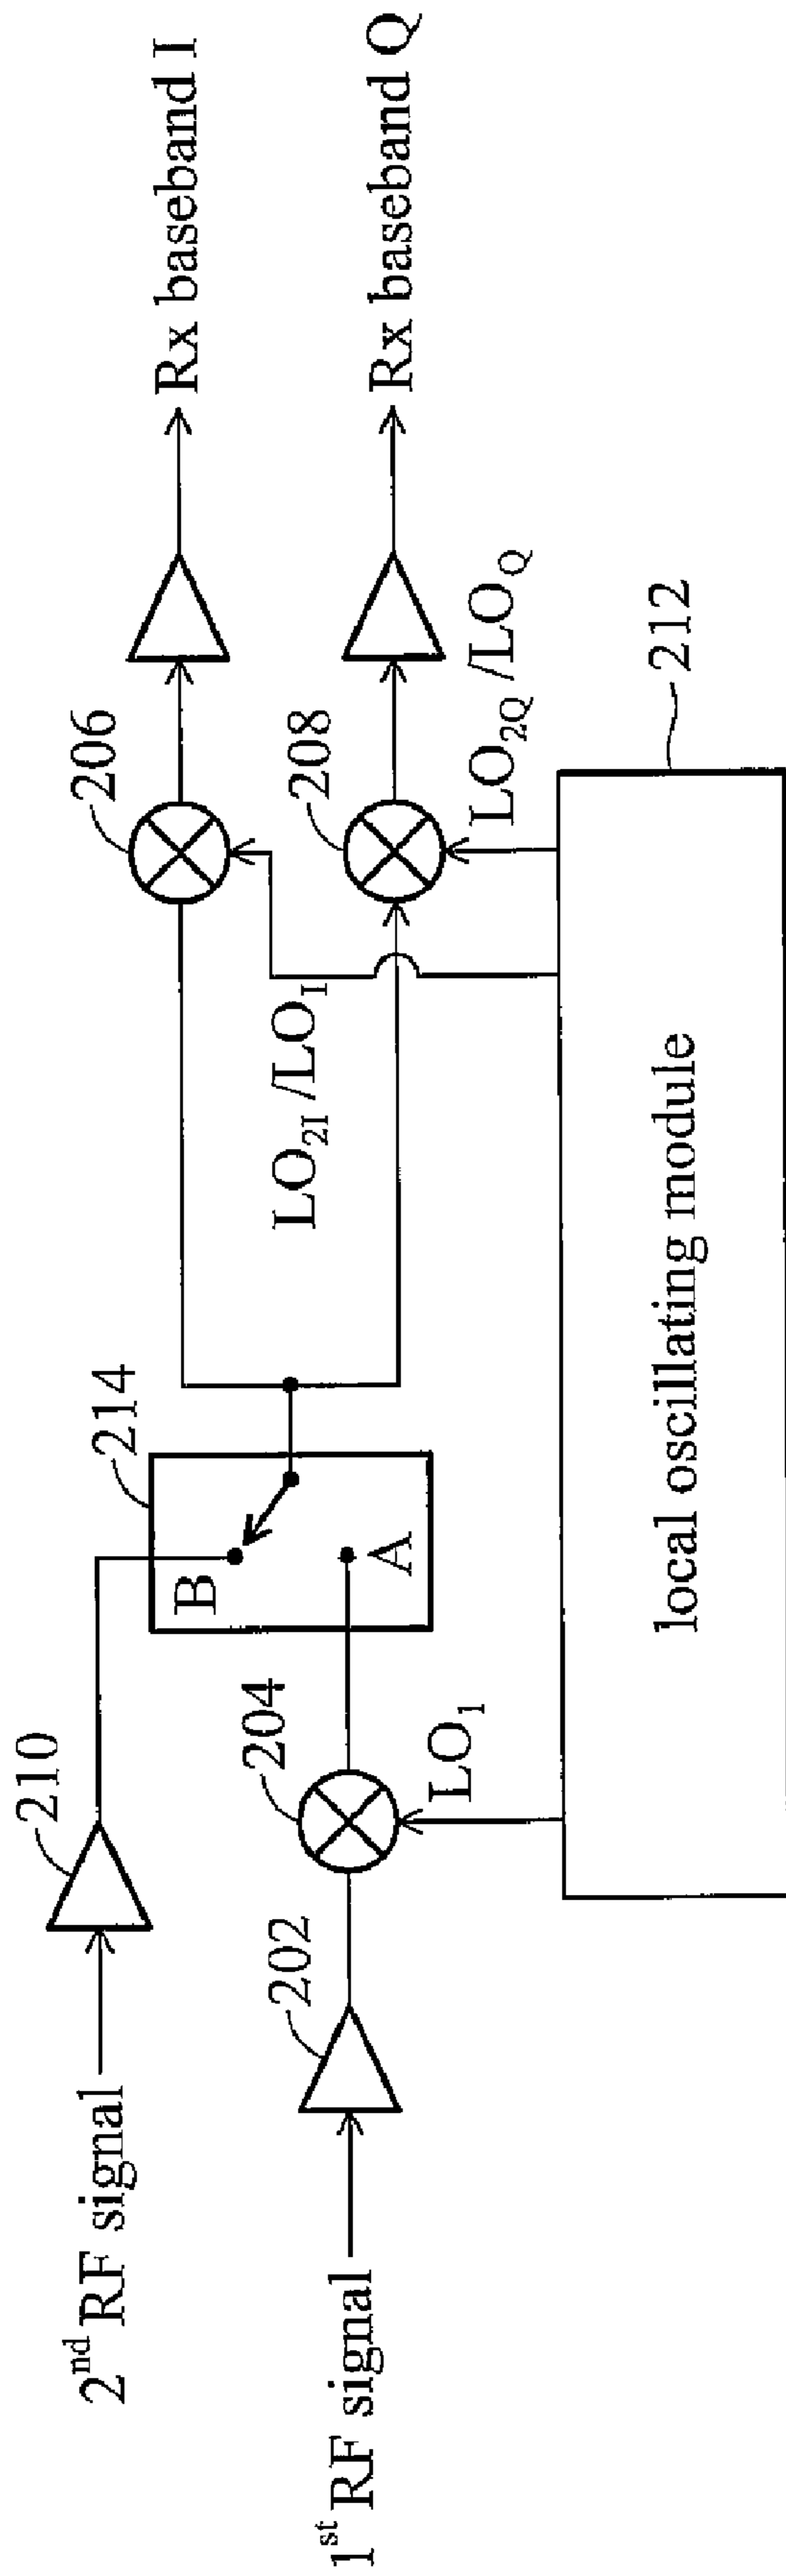 2nd RF signal
210
1st RF signal
202
204
LO1
214
B
A
LO2I /LOI
206
208
LO2Q /LOQ
Rx baseband I
Rx baseband Q
local oscillating module
212